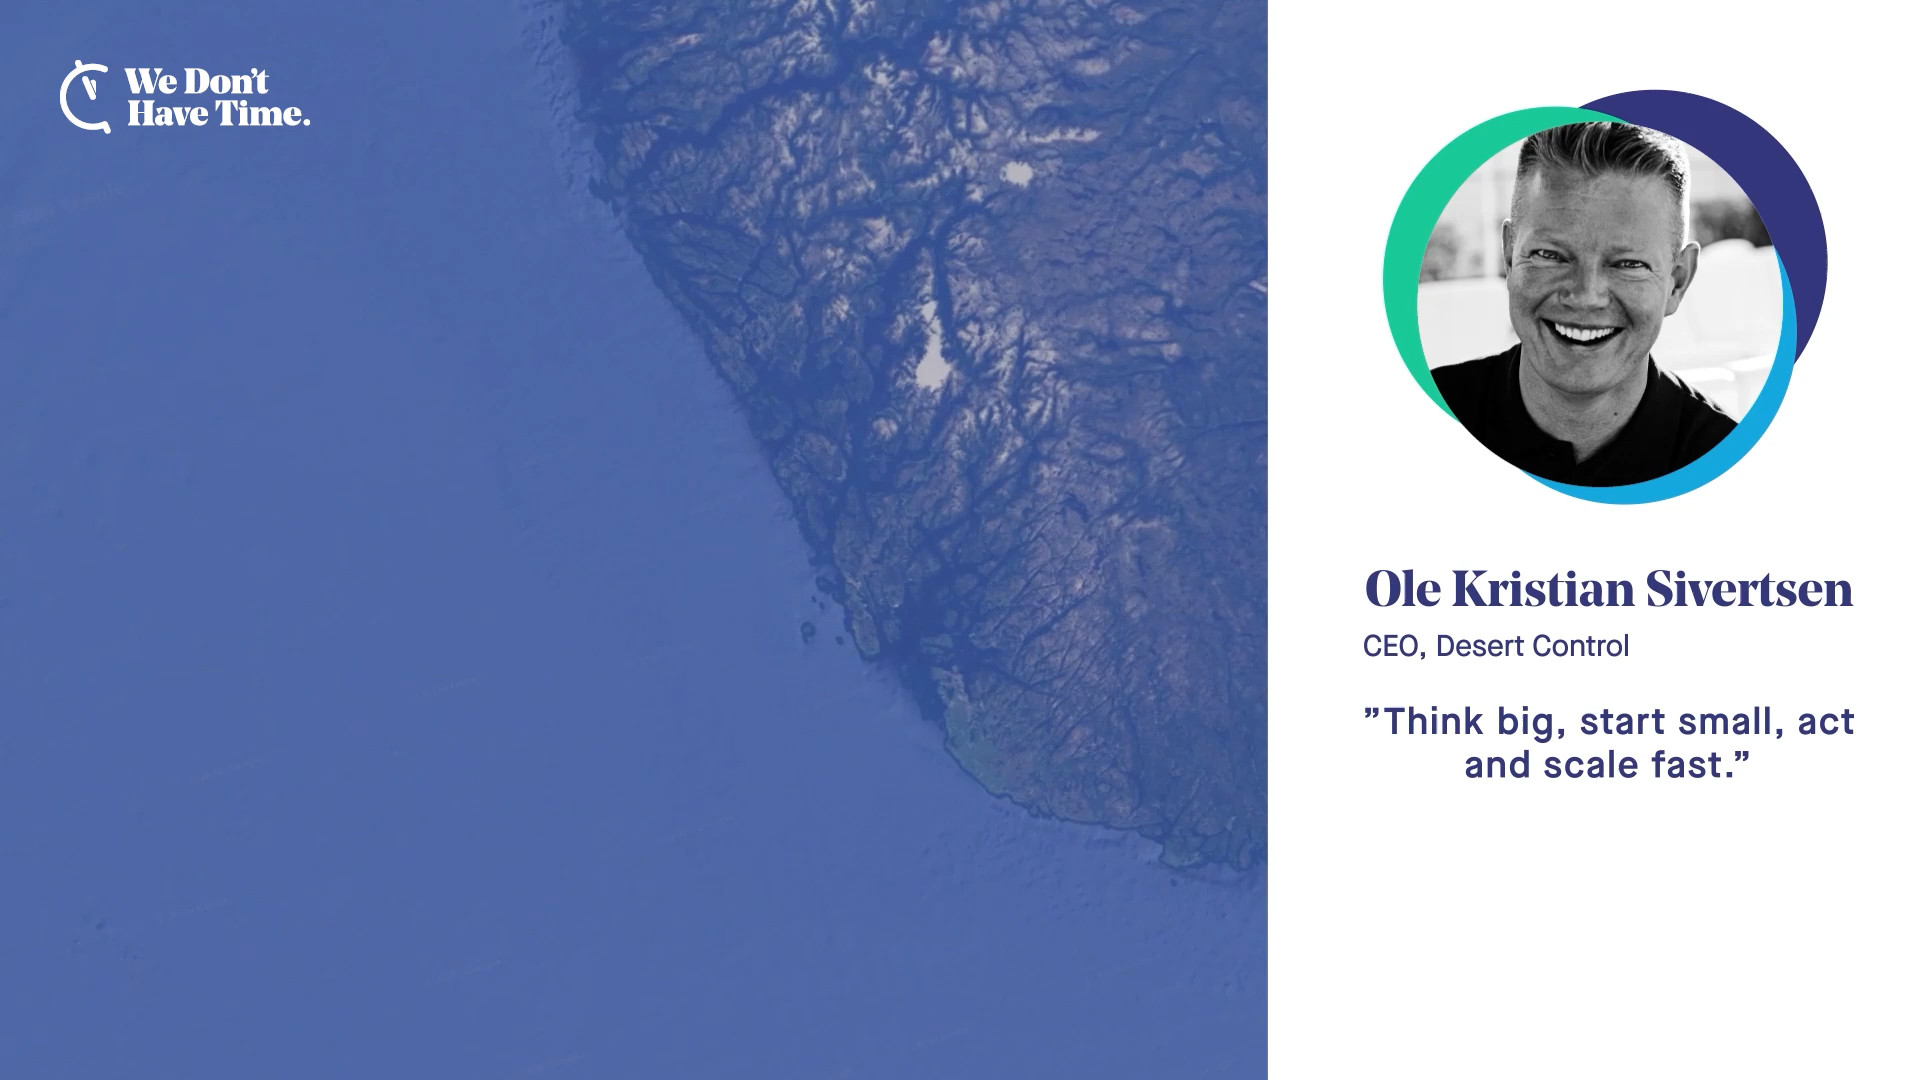 We Don't
Have Time.
Ole Kristian Sivertsen
CEO, Desert Control
”Think big, start small, act
and scale fast.”